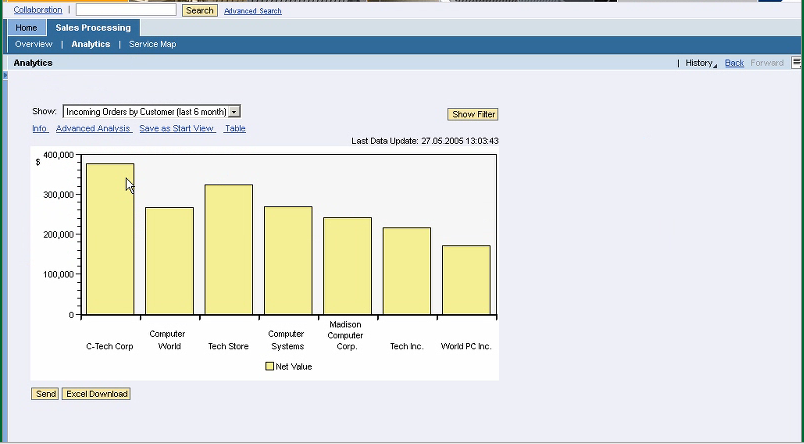 Collaboration | Search Advanced Search
Home Sales Processing
Overview | Analytics | Service Map
Analytics | History Back Forward
Show: Incoming Orders by Customer (last 6 month) Show Filter
Info Advanced Analysis Save as Start View Table
Last Data Update: 27.05.2005 13:03:43
$ 400,000
300,000
200,000
100,000
0
C-Tech Corp
Computer
World
Tech Store
Computer
Systems
Madison
Computer
Corp.
Tech Inc.
World PC Inc.
Net Value
Send Excel Download